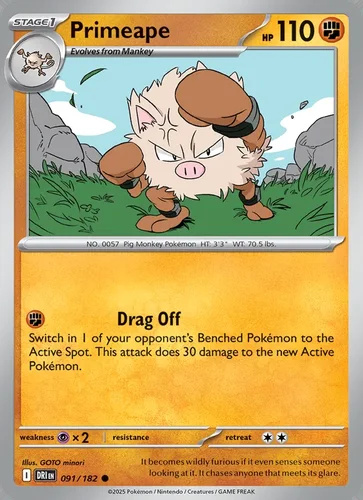 STAGE 1 Primeape HP 110
Evolves from Mankey
NO. 0057 Pig Monkey Pokémon HT: 3'3" WT: 70.5 lbs.
Drag Off
Switch in 1 of your opponent's Benched Pokémon to the
Active Spot. This attack does 30 damage to the new Active
Pokémon.
weakness ×2 resistance retreat
Illus. GOTO minori
I DRI EN 091/182
It becomes wildly furious if it even senses someone
looking at it. It chases anyone that meets its glare.
©2025 Pokémon / Nintendo / Creatures / GAME FREAK